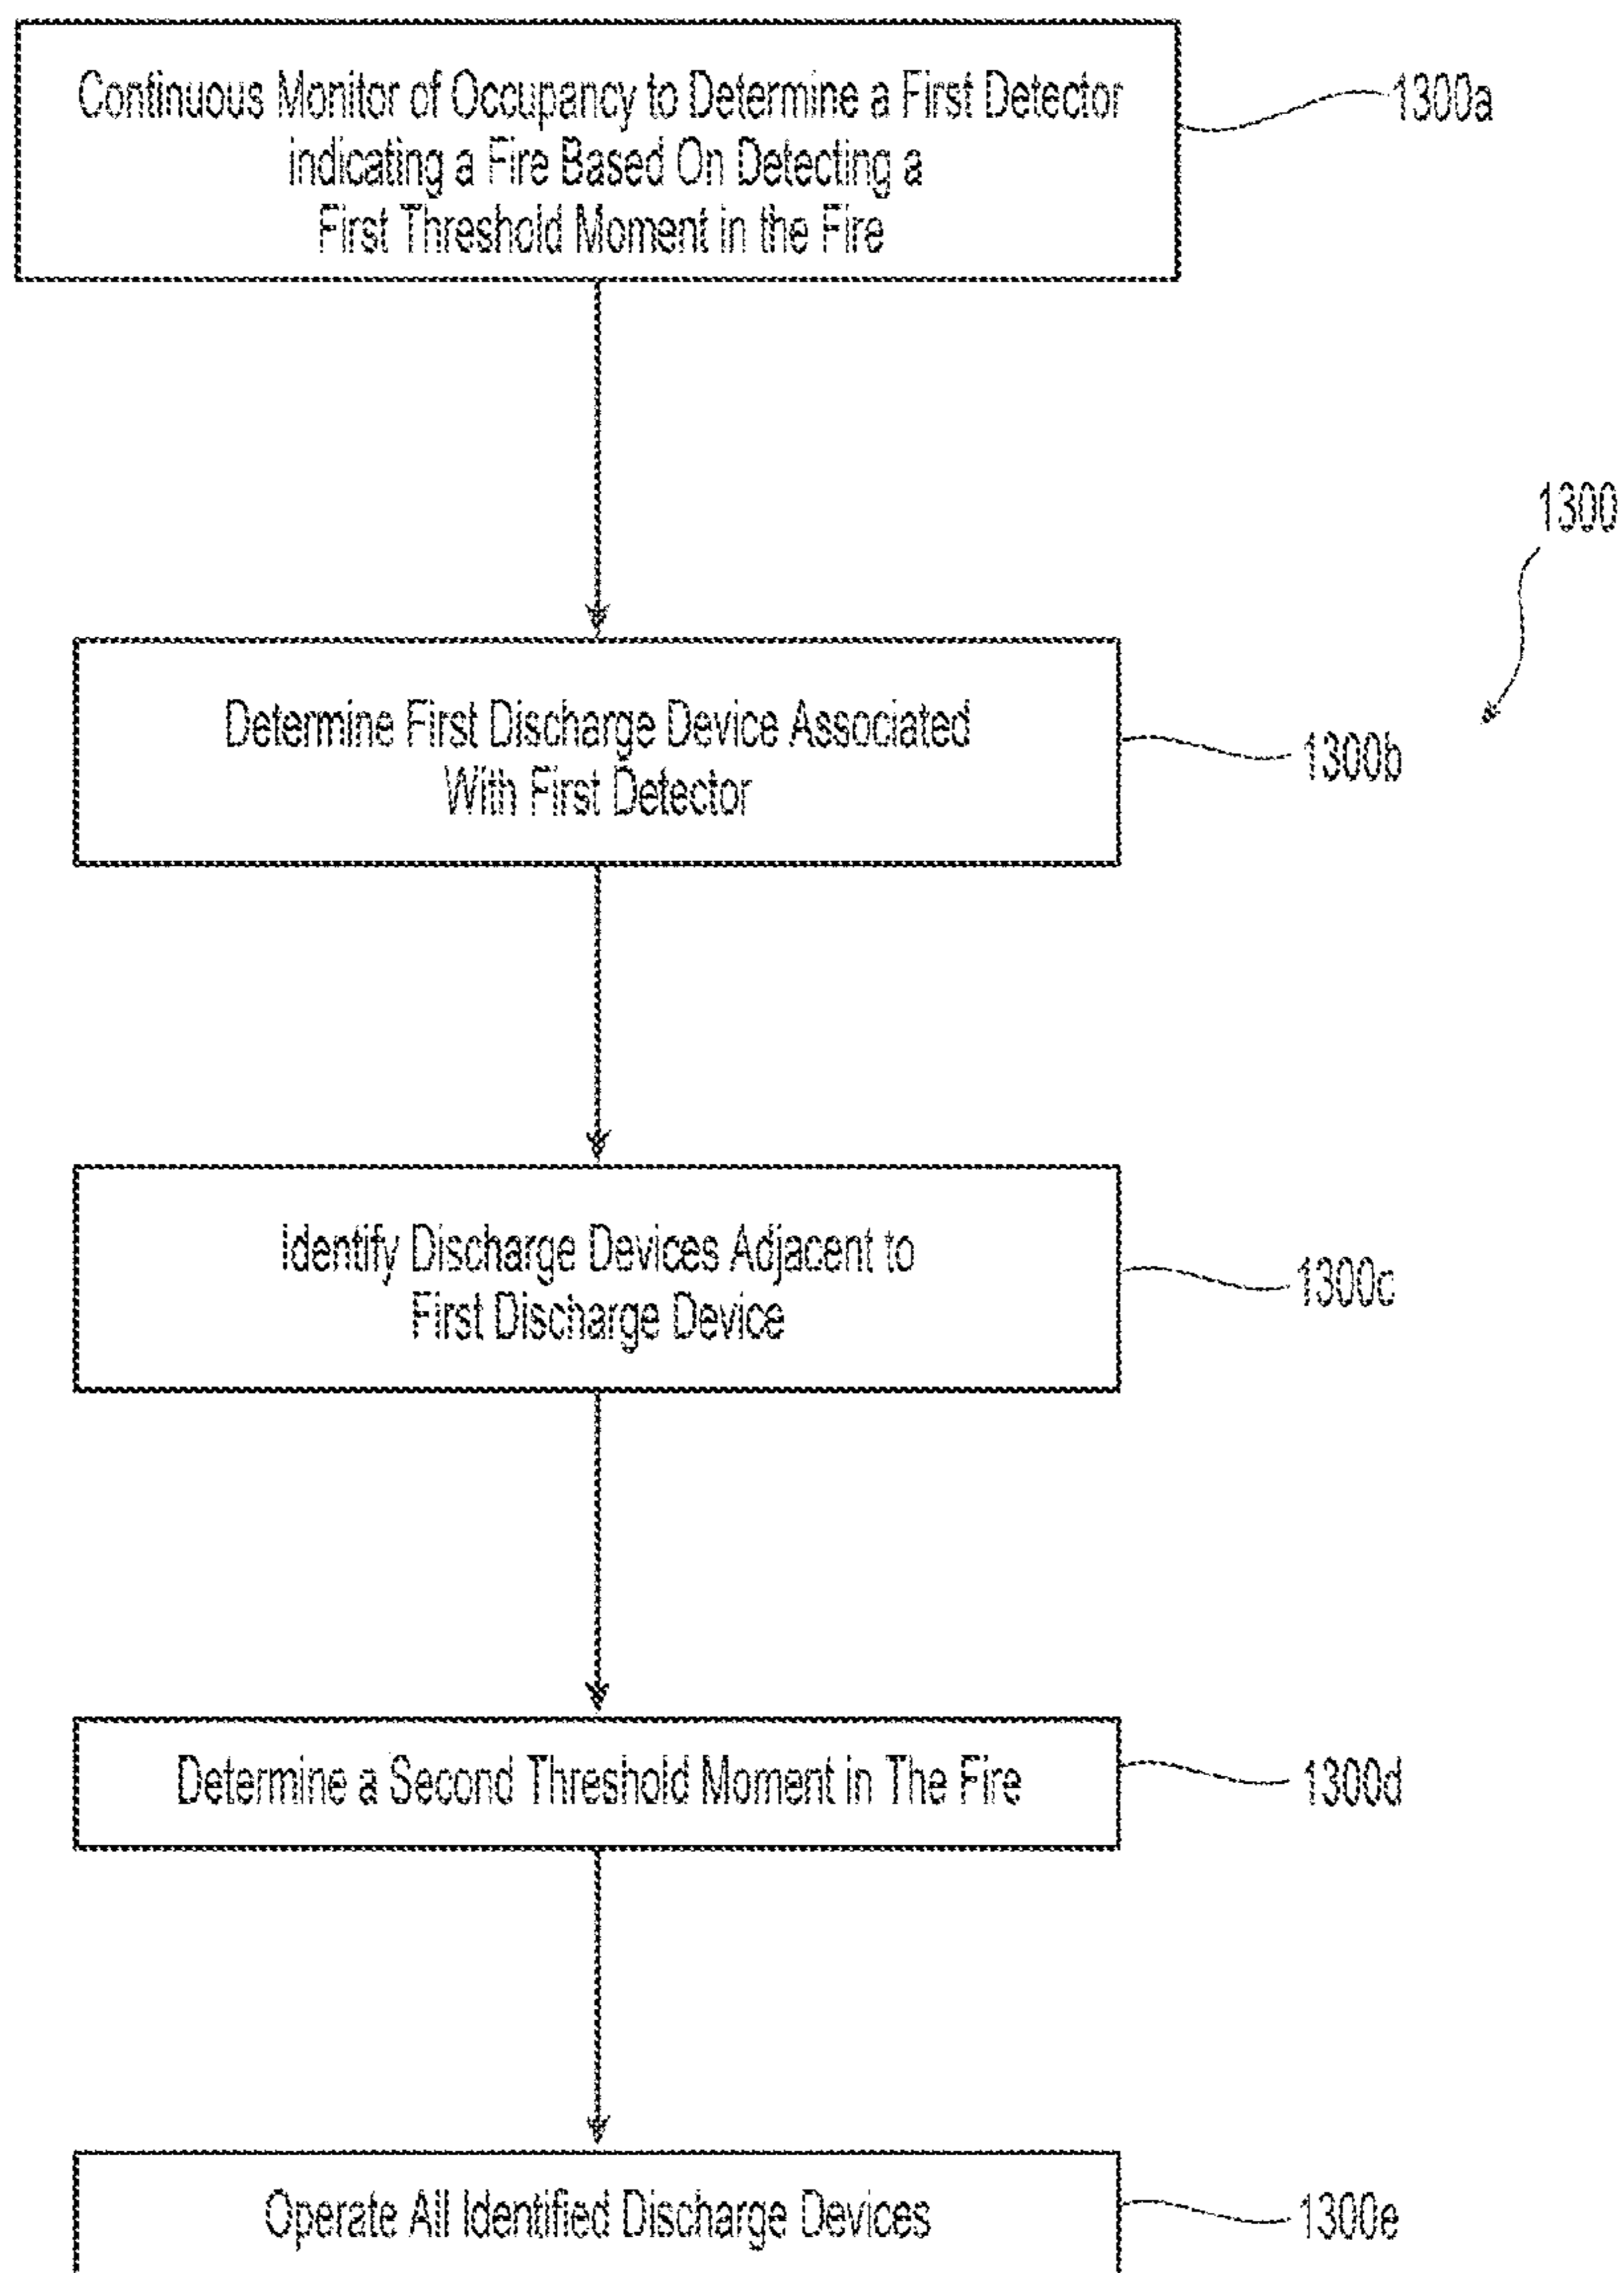 Continuous Monitor of Occupancy to Determine a First Detector
indicating a Fire Based On Detecting a
First Threshold Moment in the Fire
1300a
1300
Determine First Discharge Device Associated
With First Detector
1300b
Identify Discharge Devices Adjacent to
First Discharge Device
1300c
Determine a Second Threshold Moment in The Fire
1300d
Operate All Identified Discharge Devices
1300e